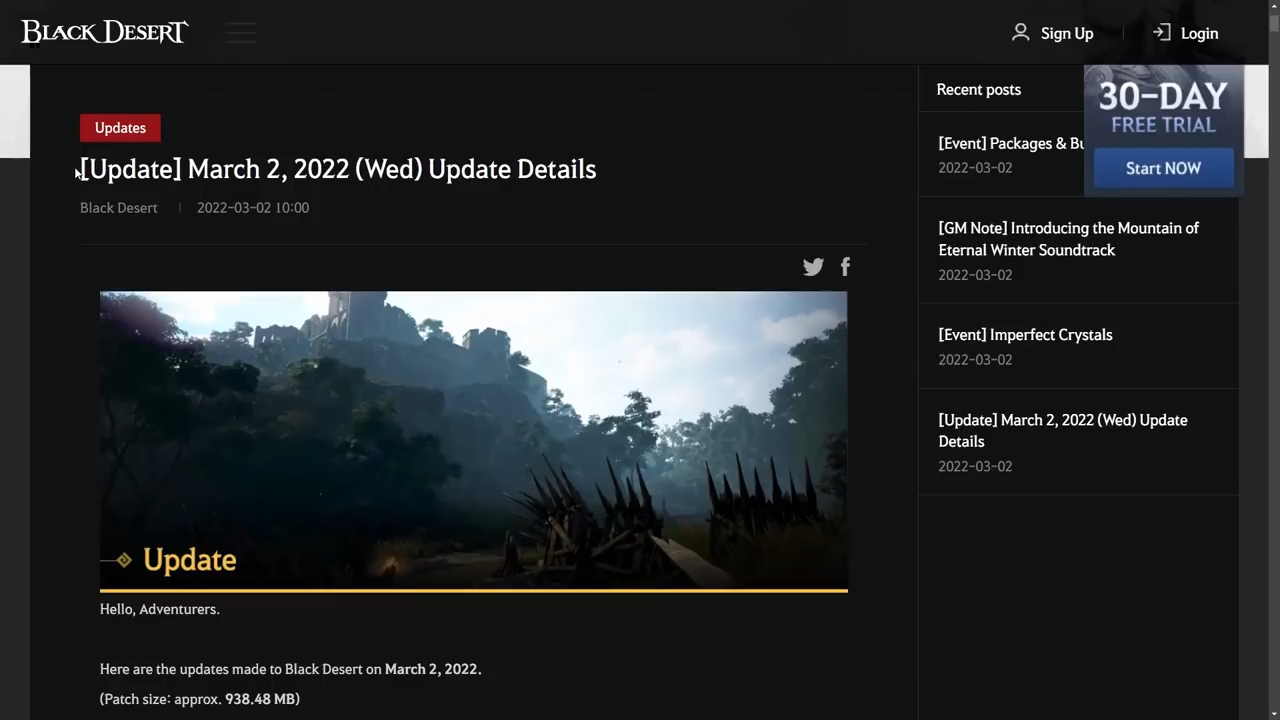 BLACK DESERT
Sign Up
Login
Updates
[Update] March 2, 2022 (Wed) Update Details
Black Desert
2022-03-02 10:00
Update
Hello, Adventurers.
Here are the updates made to Black Desert on March 2, 2022.
(Patch size: approx. 938.48 MB)
Recent posts
[Event] Packages & Bu
2022-03-02
[GM Note] Introducing the Mountain of
Eternal Winter Soundtrack
2022-03-02
[Event] Imperfect Crystals
2022-03-02
[Update] March 2, 2022 (Wed) Update
Details
2022-03-02
30-DAY
FREE TRIAL
Start NOW